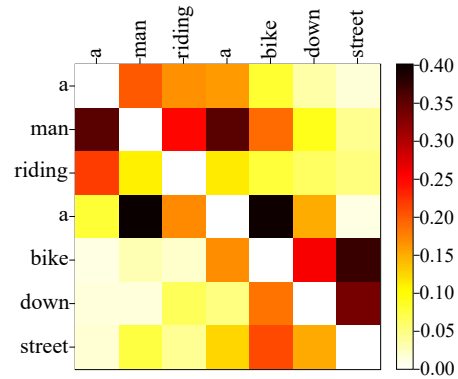 a man riding a bike down street
a
man
riding
a
bike
down
street
0.40
0.35
0.30
0.25
0.20
0.15
0.10
0.05
0.00